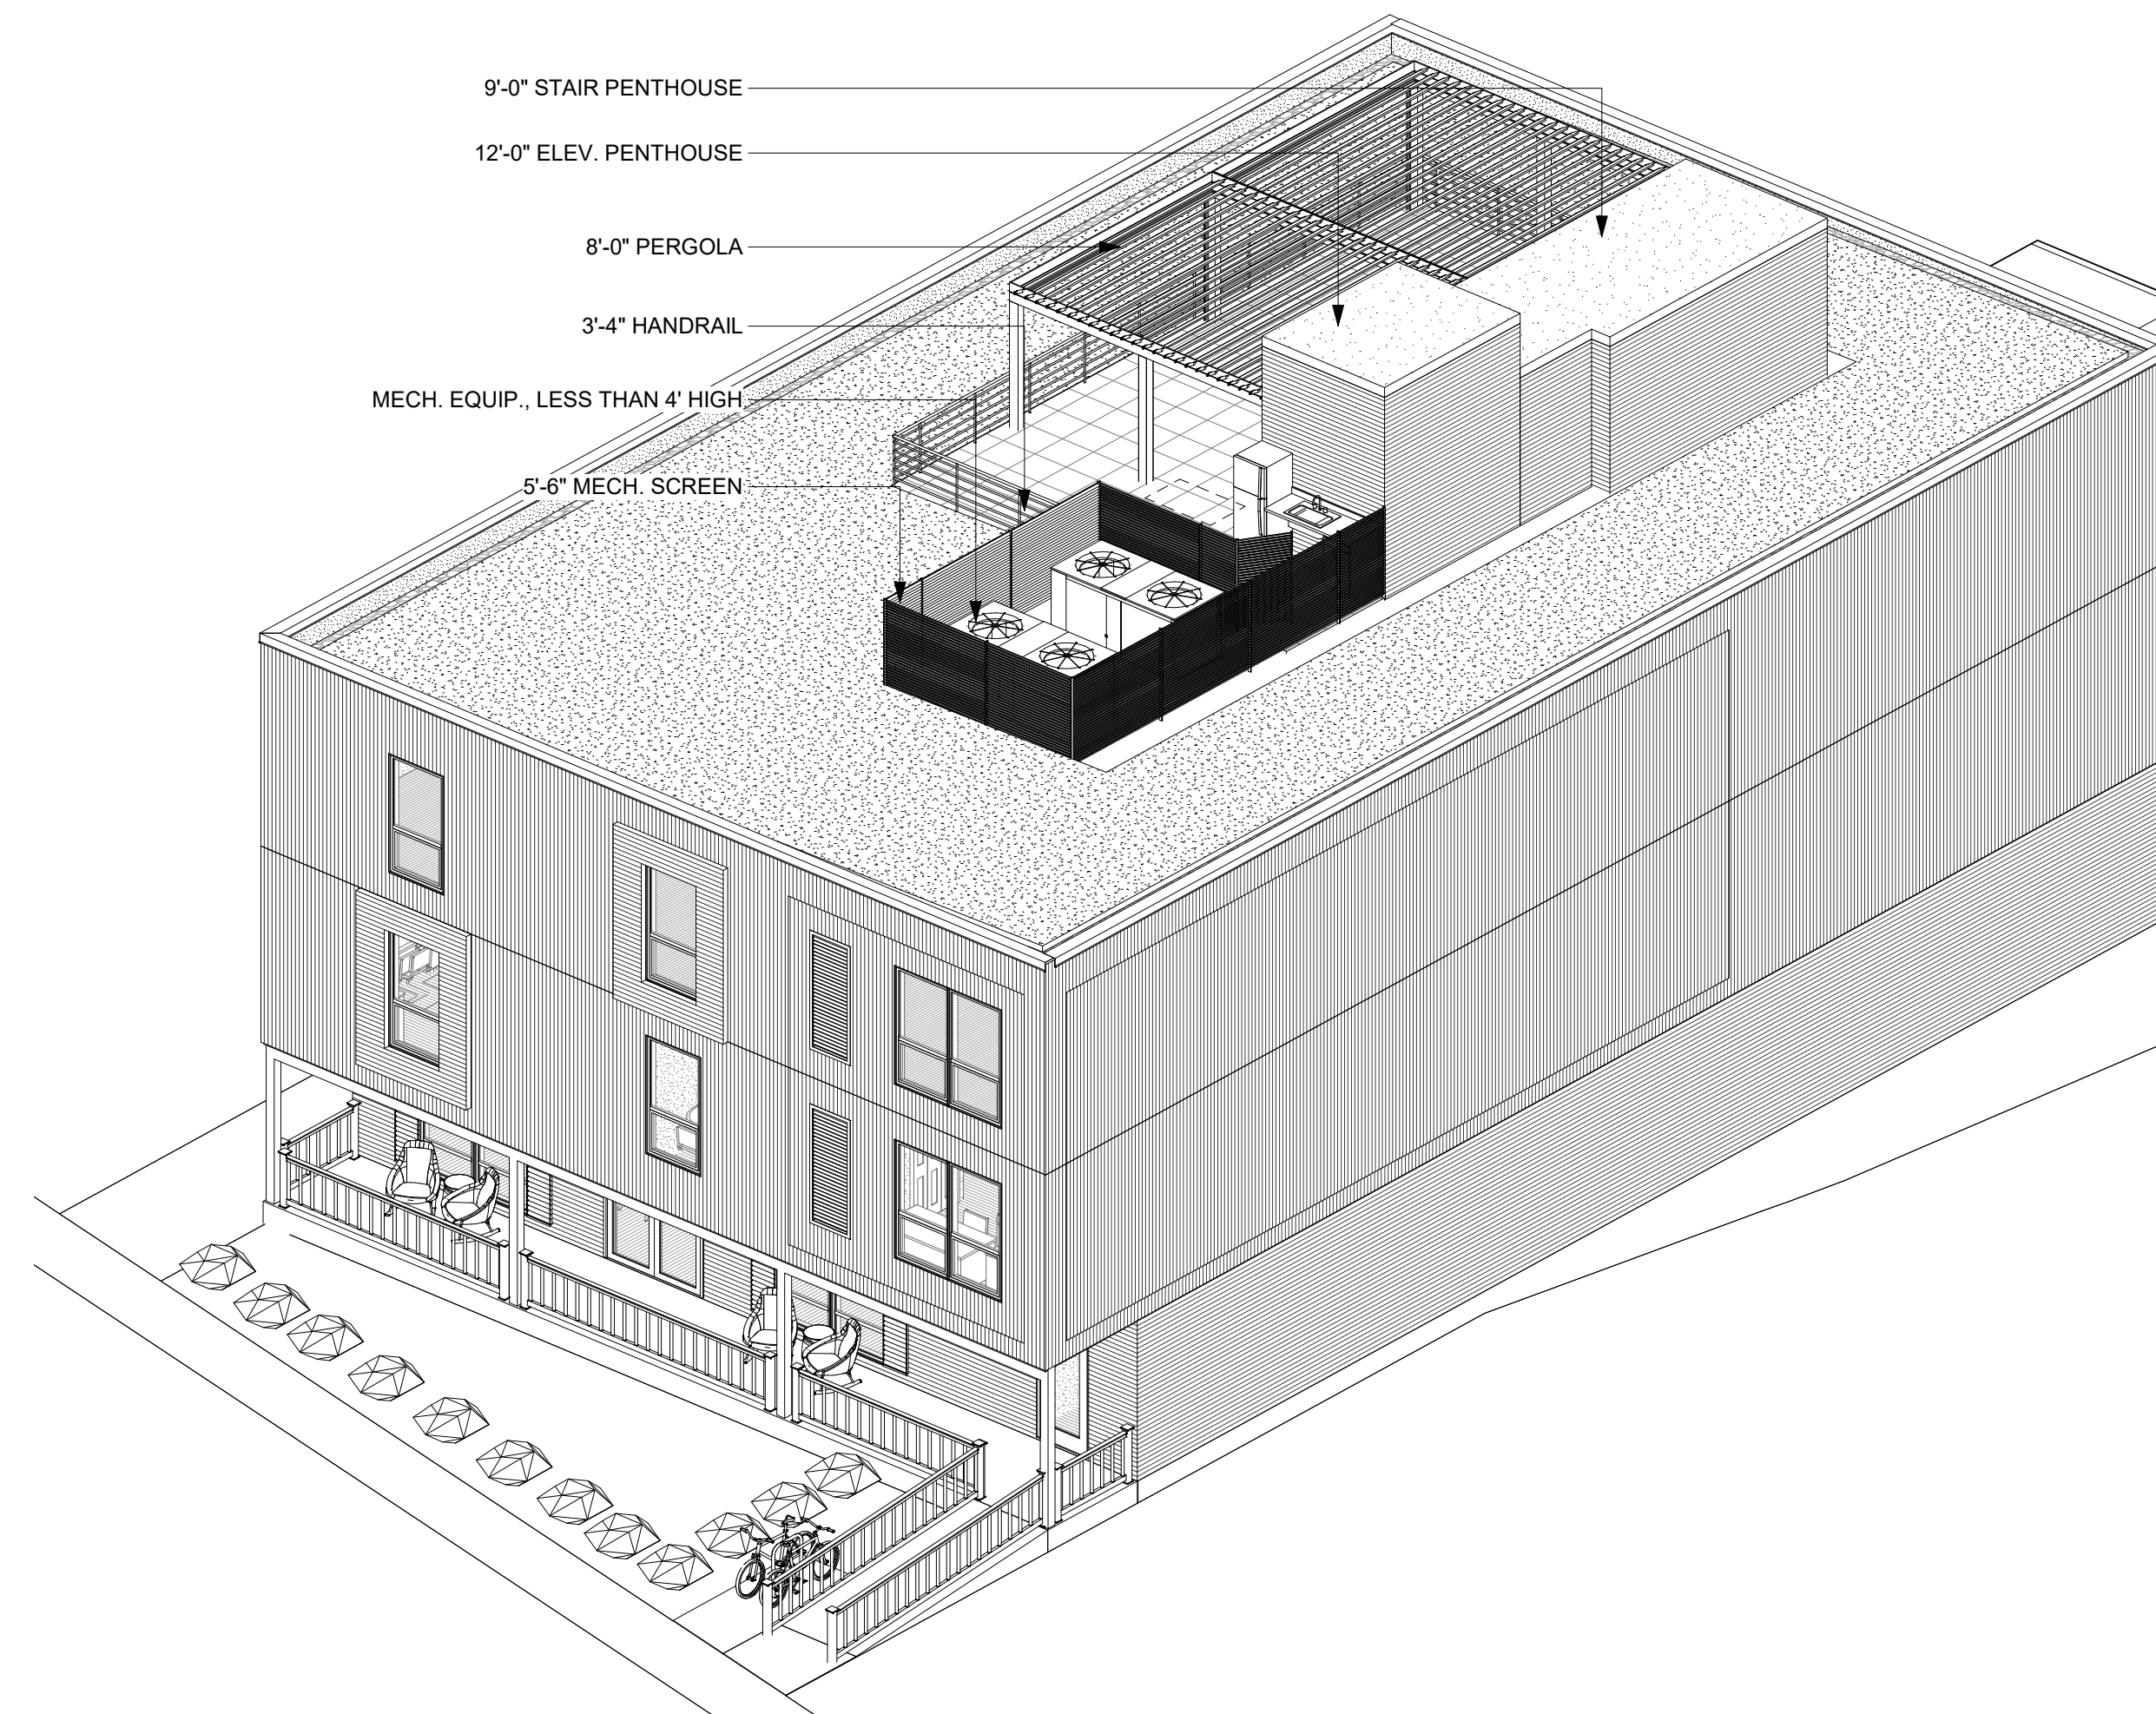 9'-0" STAIR PENTHOUSE
12'-0" ELEV. PENTHOUSE
8'-0" PERGOLA
3'-4" HANDRAIL
MECH. EQUIP., LESS THAN 4' HIGH
5'-6" MECH. SCREEN